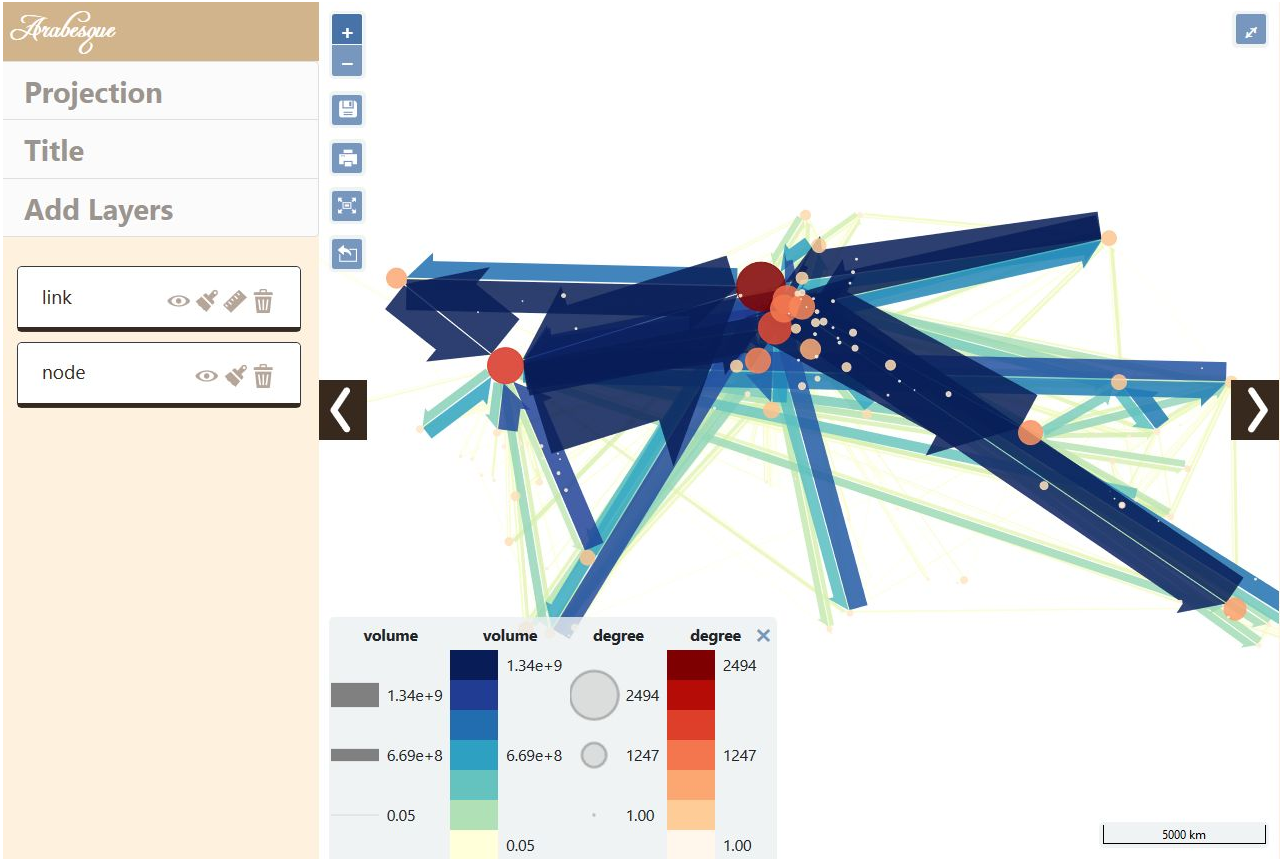 Arabesque
Projection
Title
Add Layers
link
node
+
−
volume volume degree degree ×
1.34e+9 2494
1.34e+9 2494
6.69e+8 6.69e+8 1247 1247
0.05 1.00
0.05 1.00
5000 km